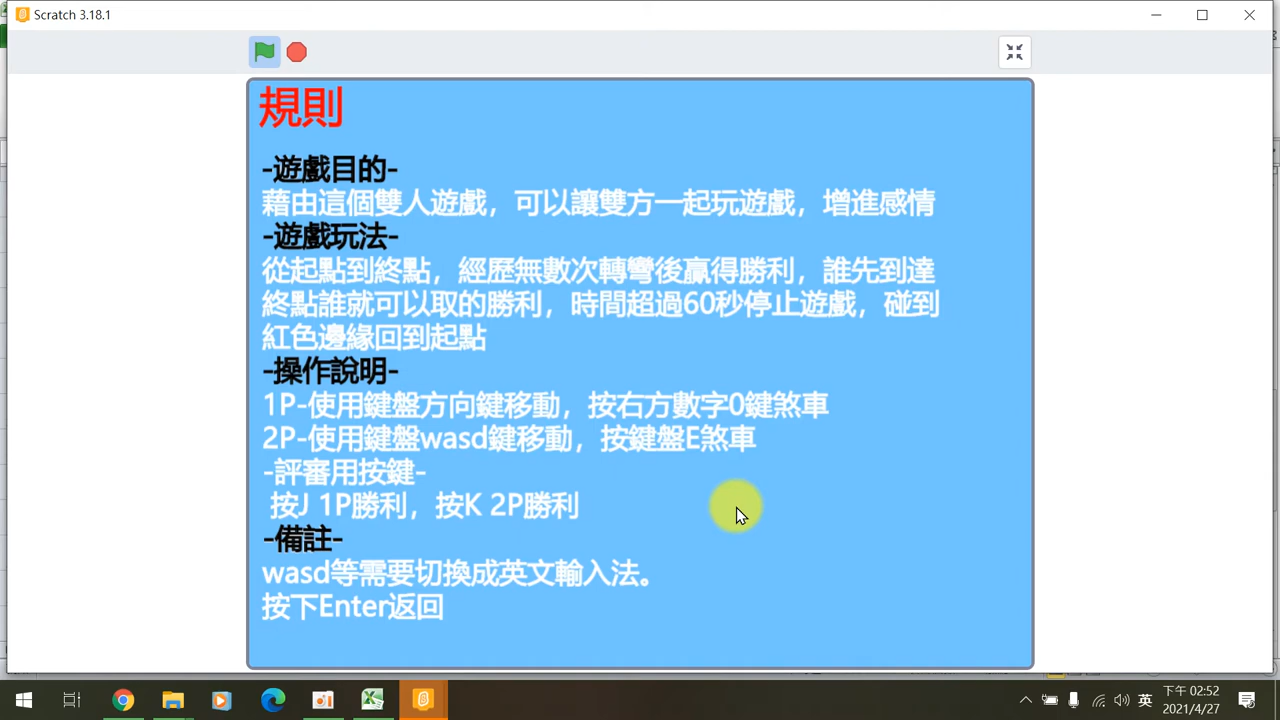 Scratch 3.18.1
規則
-遊戲目的-
藉由這個雙人遊戲，可以讓雙方一起玩遊戲，增進感情
-遊戲玩法-
從起點到終點，經歷無數次轉彎後贏得勝利，誰先到達
終點誰就可以取的勝利，時間超過60秒停止遊戲，碰到
紅色邊緣回到起點
-操作說明-
1P-使用鍵盤方向鍵移動，按右方數字0鍵煞車
2P-使用鍵盤wasd鍵移動，按鍵盤E煞車
-評審用按鍵-
按J 1P勝利，按K 2P勝利
-備註-
wasd等需要切換成英文輸入法。
按下Enter返回
英
下午 02:52
2021/4/27